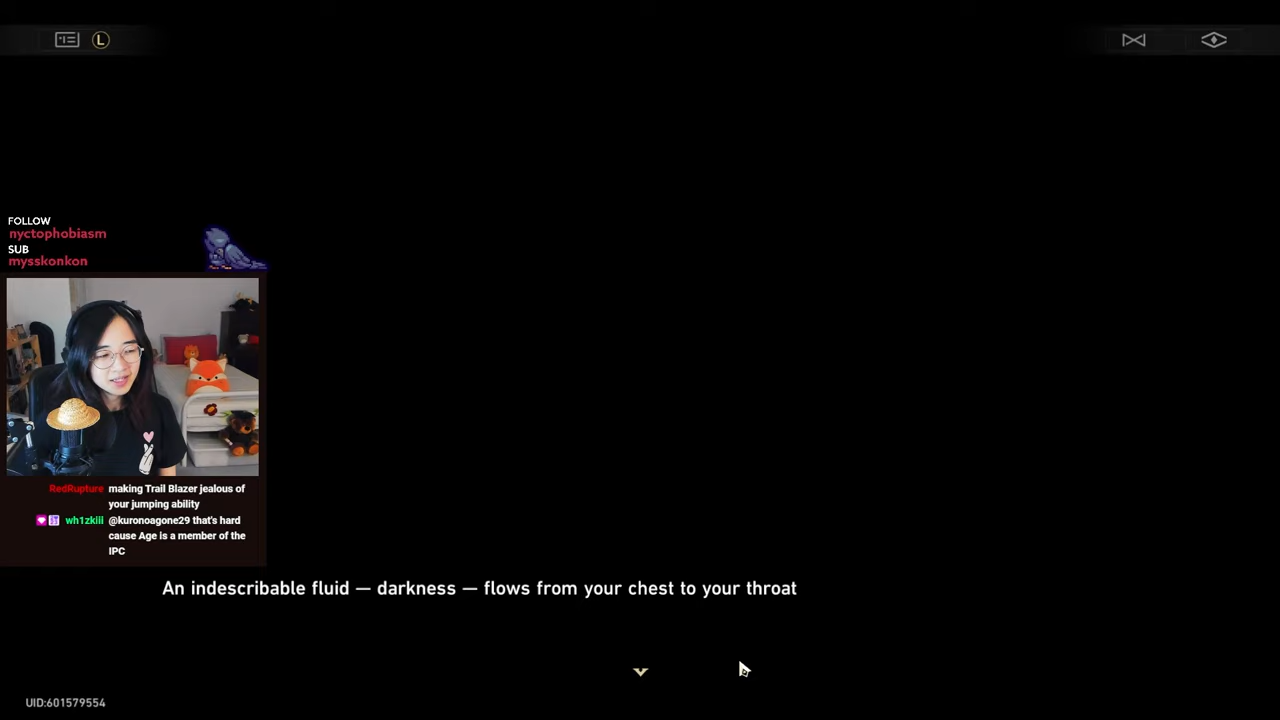 L
FOLLOW
nyctophobiasm
SUB
mysskonkon
RedRupture making Trail Blazer jealous of
your jumping ability
wh1zkiii @kuronoagone29 that's hard
cause Age is a member of the
IPC
An indescribable fluid — darkness — flows from your chest to your throat
UID:601579554